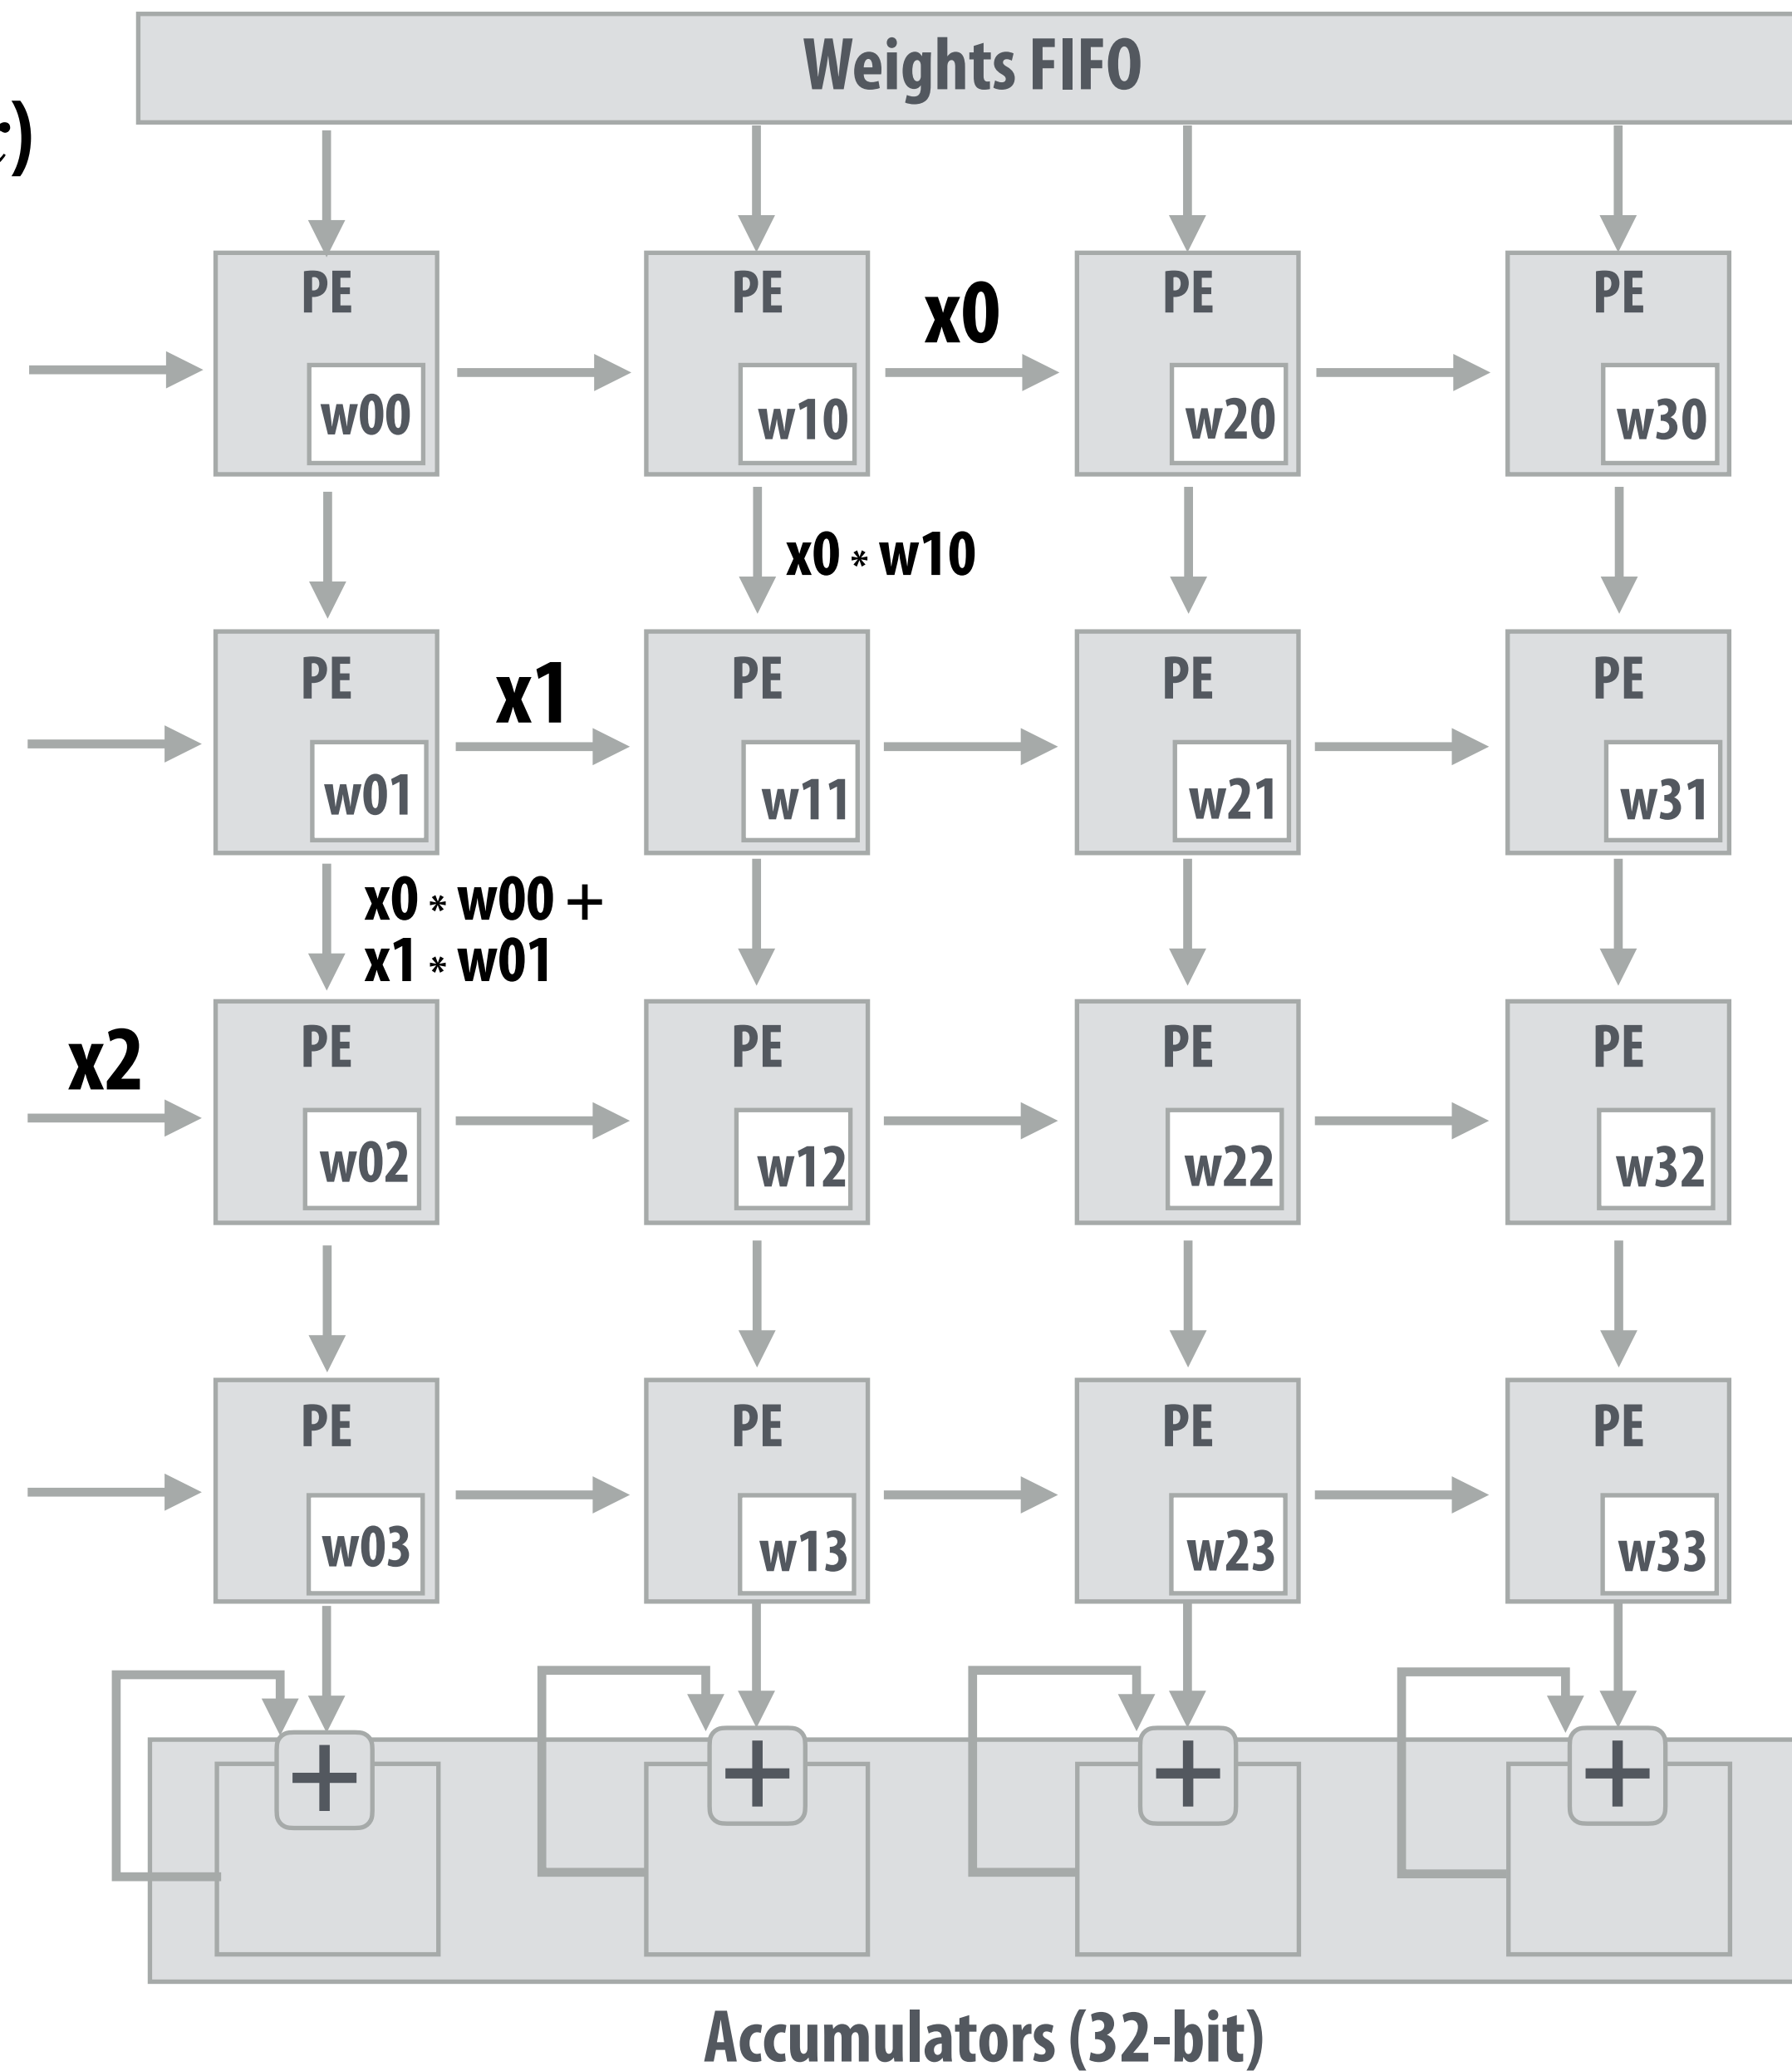 Weights FIFO
)
PE PE x0 PE PE
w00 w10 w20 w30
x0 * w10
PE x1 PE PE PE
w01 w11 w21 w31
x0 * w00 +
x1 * w01
x2 PE PE PE PE
w02 w12 w22 w32
PE PE PE PE
w03 w13 w23 w33
+ + + +
Accumulators (32-bit)